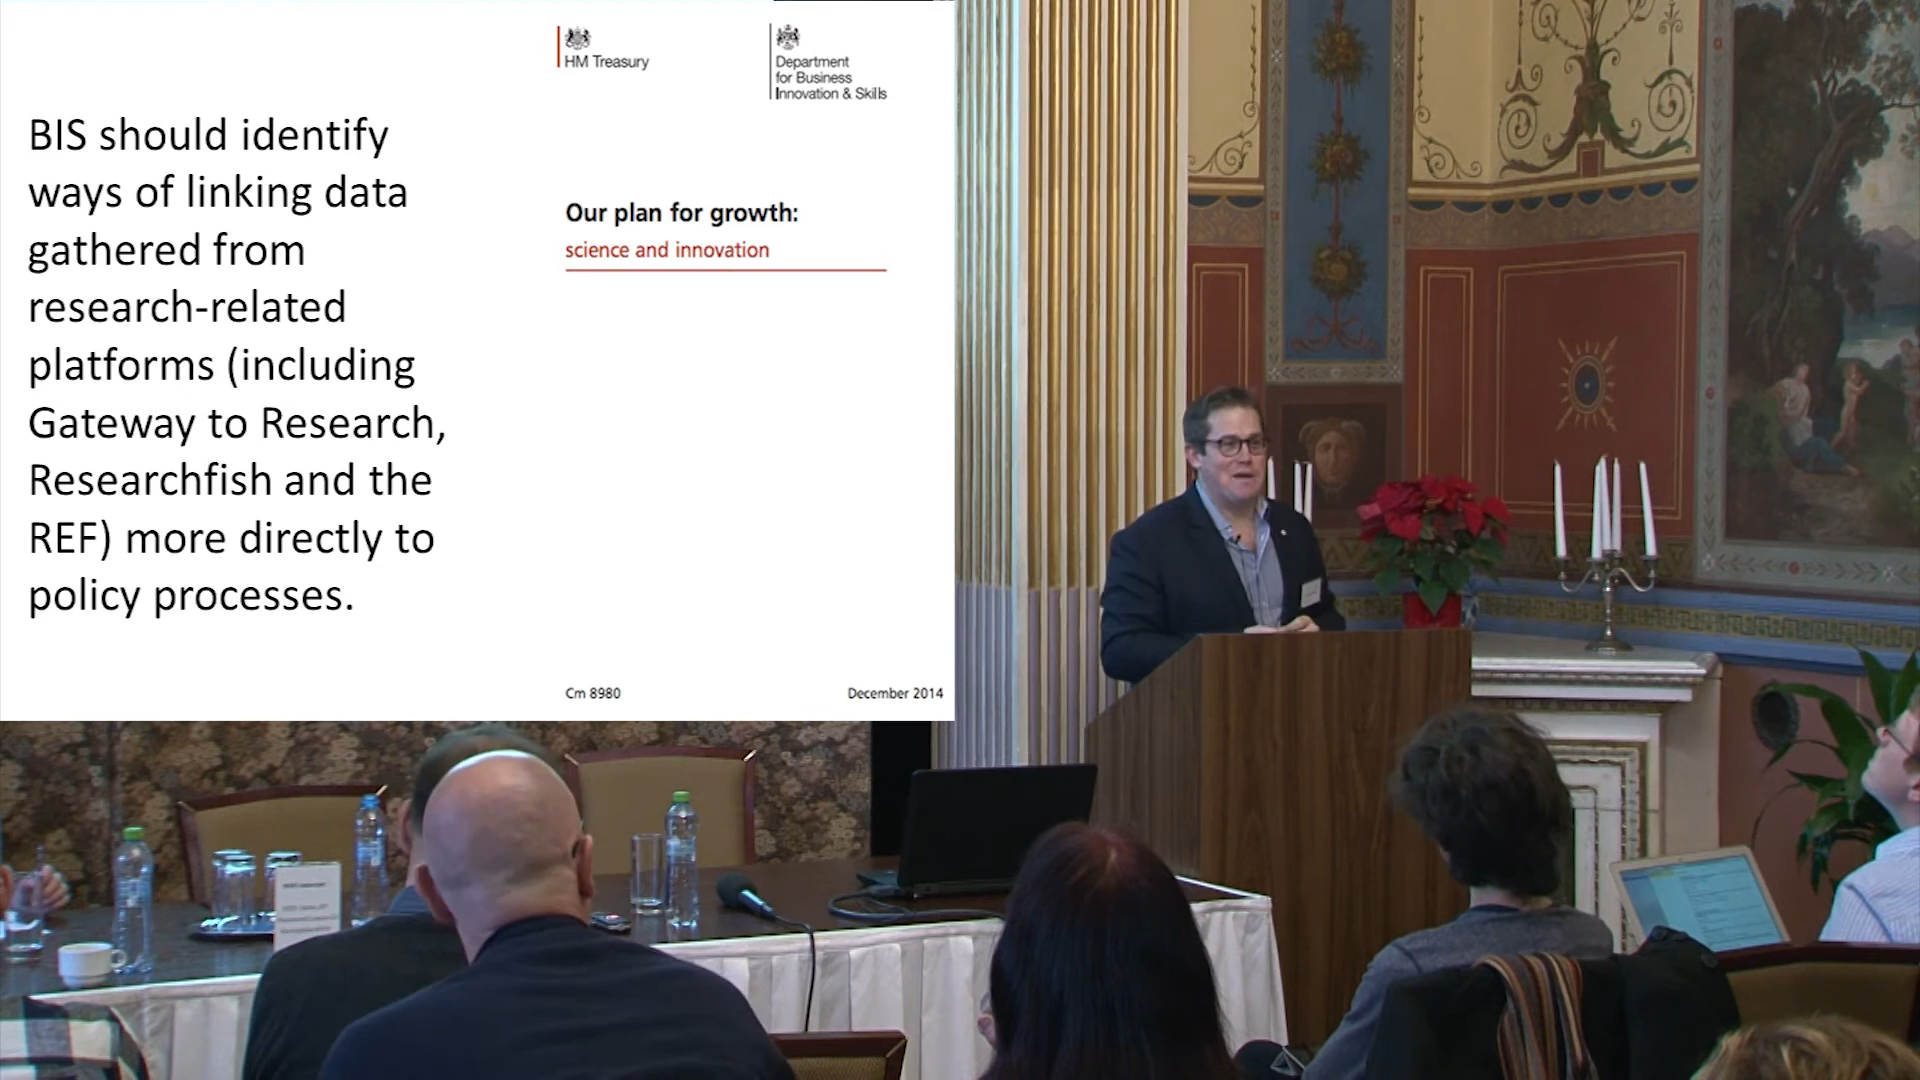 HM Treasury
Department
for Business
Innovation & Skills
BIS should identify
ways of linking data
gathered from
research-related
platforms (including
Gateway to Research,
Researchfish and the
REF) more directly to
policy processes.
Our plan for growth:
science and innovation
Cm 8980
December 2014